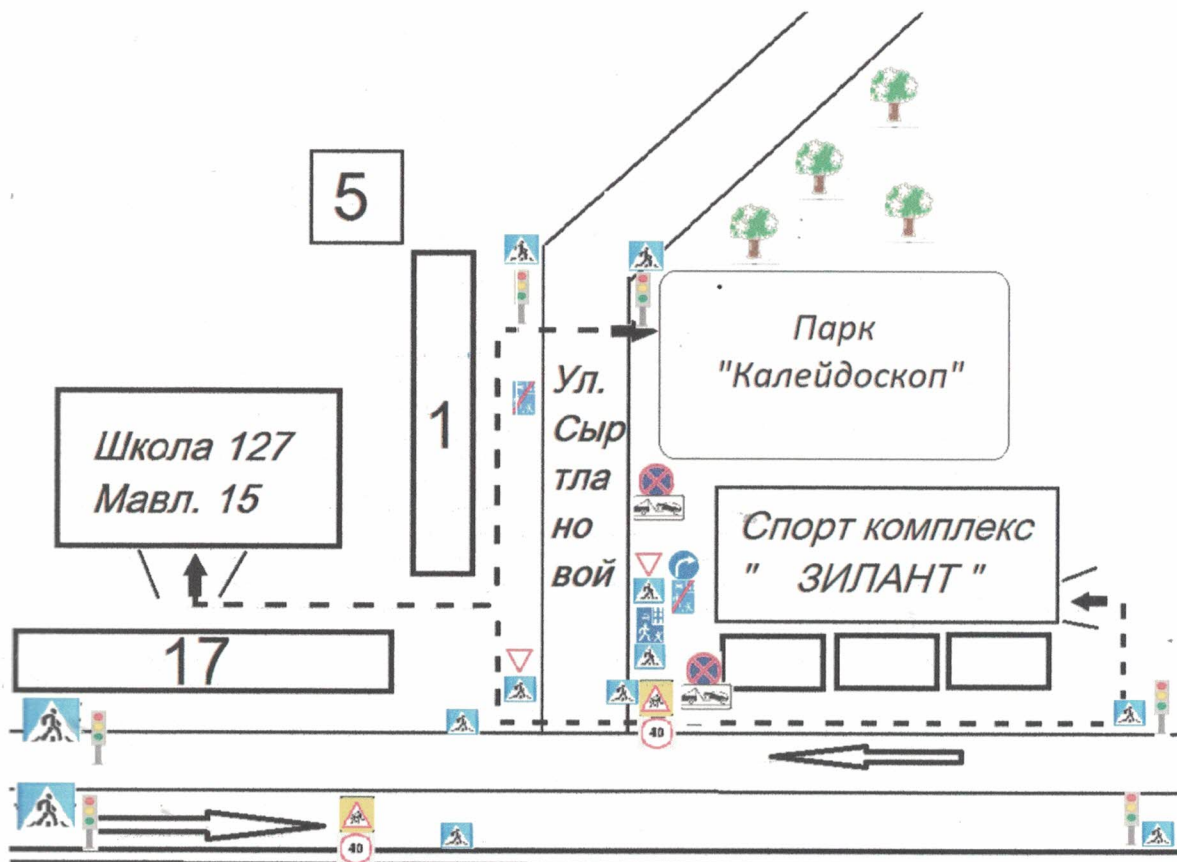 5
Парк
"Калейдоскоп"
Ул.
Сыр
тла
но
вой
1
Школа 127
Мавл. 15
Спорт комплекс
" ЗИЛАНТ "
17
40
40